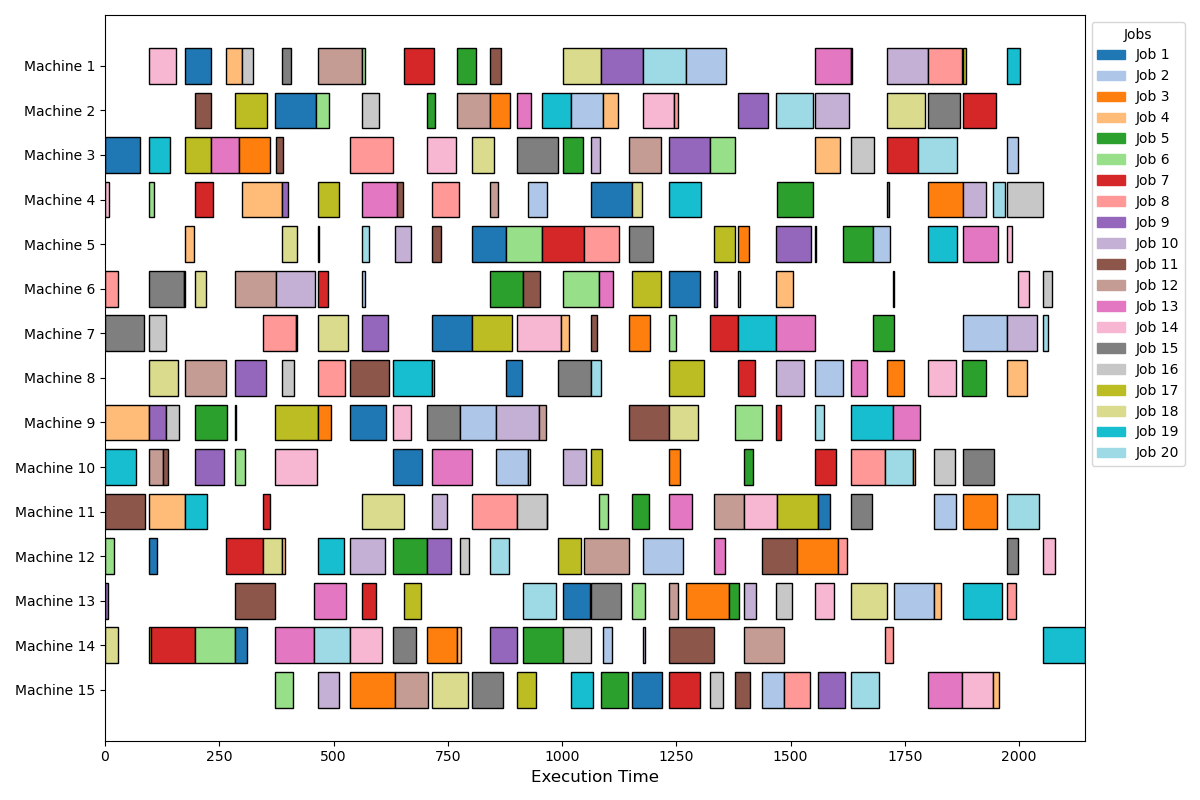 Machine 1
Machine 2
Machine 3
Machine 4
Machine 5
Machine 6
Machine 7
Machine 8
Machine 9
Machine 10
Machine 11
Machine 12
Machine 13
Machine 14
Machine 15
0
250
500
750
1000
1250
1500
1750
2000
Execution Time
Jobs
Job 1
Job 2
Job 3
Job 4
Job 5
Job 6
Job 7
Job 8
Job 9
Job 10
Job 11
Job 12
Job 13
Job 14
Job 15
Job 16
Job 17
Job 18
Job 19
Job 20